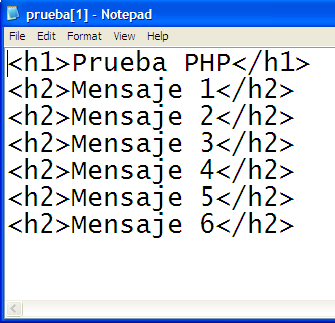 prueba[1] - Notepad
File Edit Format View Help
<h1>Prueba PHP</h1>
<h2>Mensaje 1</h2>
<h2>Mensaje 2</h2>
<h2>Mensaje 3</h2>
<h2>Mensaje 4</h2>
<h2>Mensaje 5</h2>
<h2>Mensaje 6</h2>